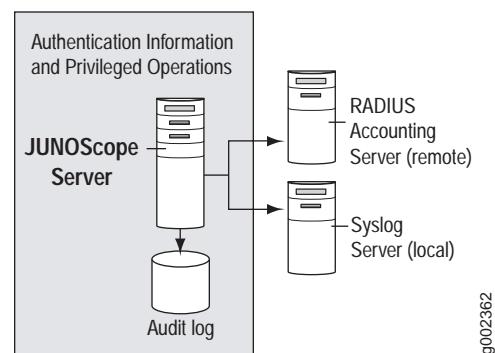 Authentication Information
and Privileged Operations
JUNOScope
Server
RADIUS
Accounting
Server (remote)
Syslog
Server (local)
Audit log
g002362